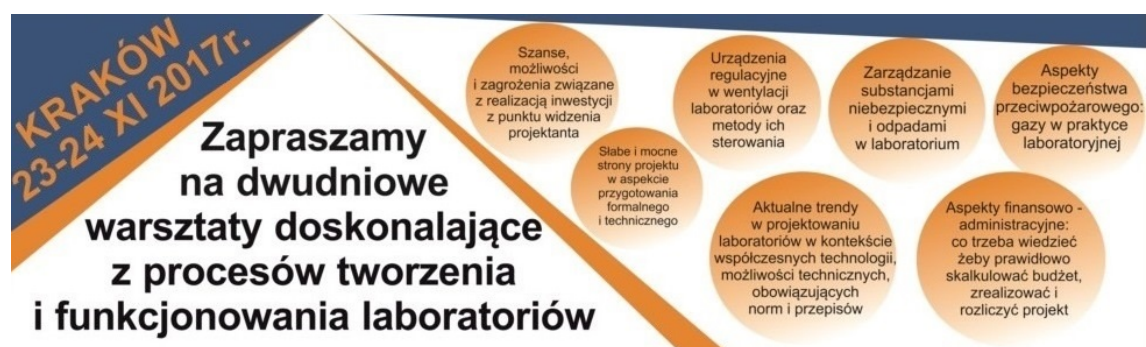 KRAKÓW
23-24 XI 2017r.
Zapraszamy
na dwudniowe
warsztaty doskonalające
z procesów tworzenia
i funkcjonowania laboratoriów
Szanse,
możliwości
i zagrożenia związane
z realizacją inwestycji
z punktu widzenia
projektanta
Urządzenia
regulacyjne
w wentylacji
laboratoriów oraz
metody ich
sterowania
Zarządzanie
substancjami
niebezpiecznymi
i odpadami
w laboratorium
Aspekty
bezpieczeństwa
przeciwpożarowego:
gazy w praktyce
laboratoryjnej
Słabe i mocne
strony projektu
w aspekcie
przygotowania
formalnego
i technicznego
Aktualne trendy
w projektowaniu
laboratoriów w kontekście
współczesnych technologii,
możliwości technicznych,
obowiązujących
norm i przepisów
Aspekty finansowo -
administracyjne:
co trzeba wiedzieć
żeby prawidłowo
skalkulować budżet,
zrealizować i
rozliczyć projekt